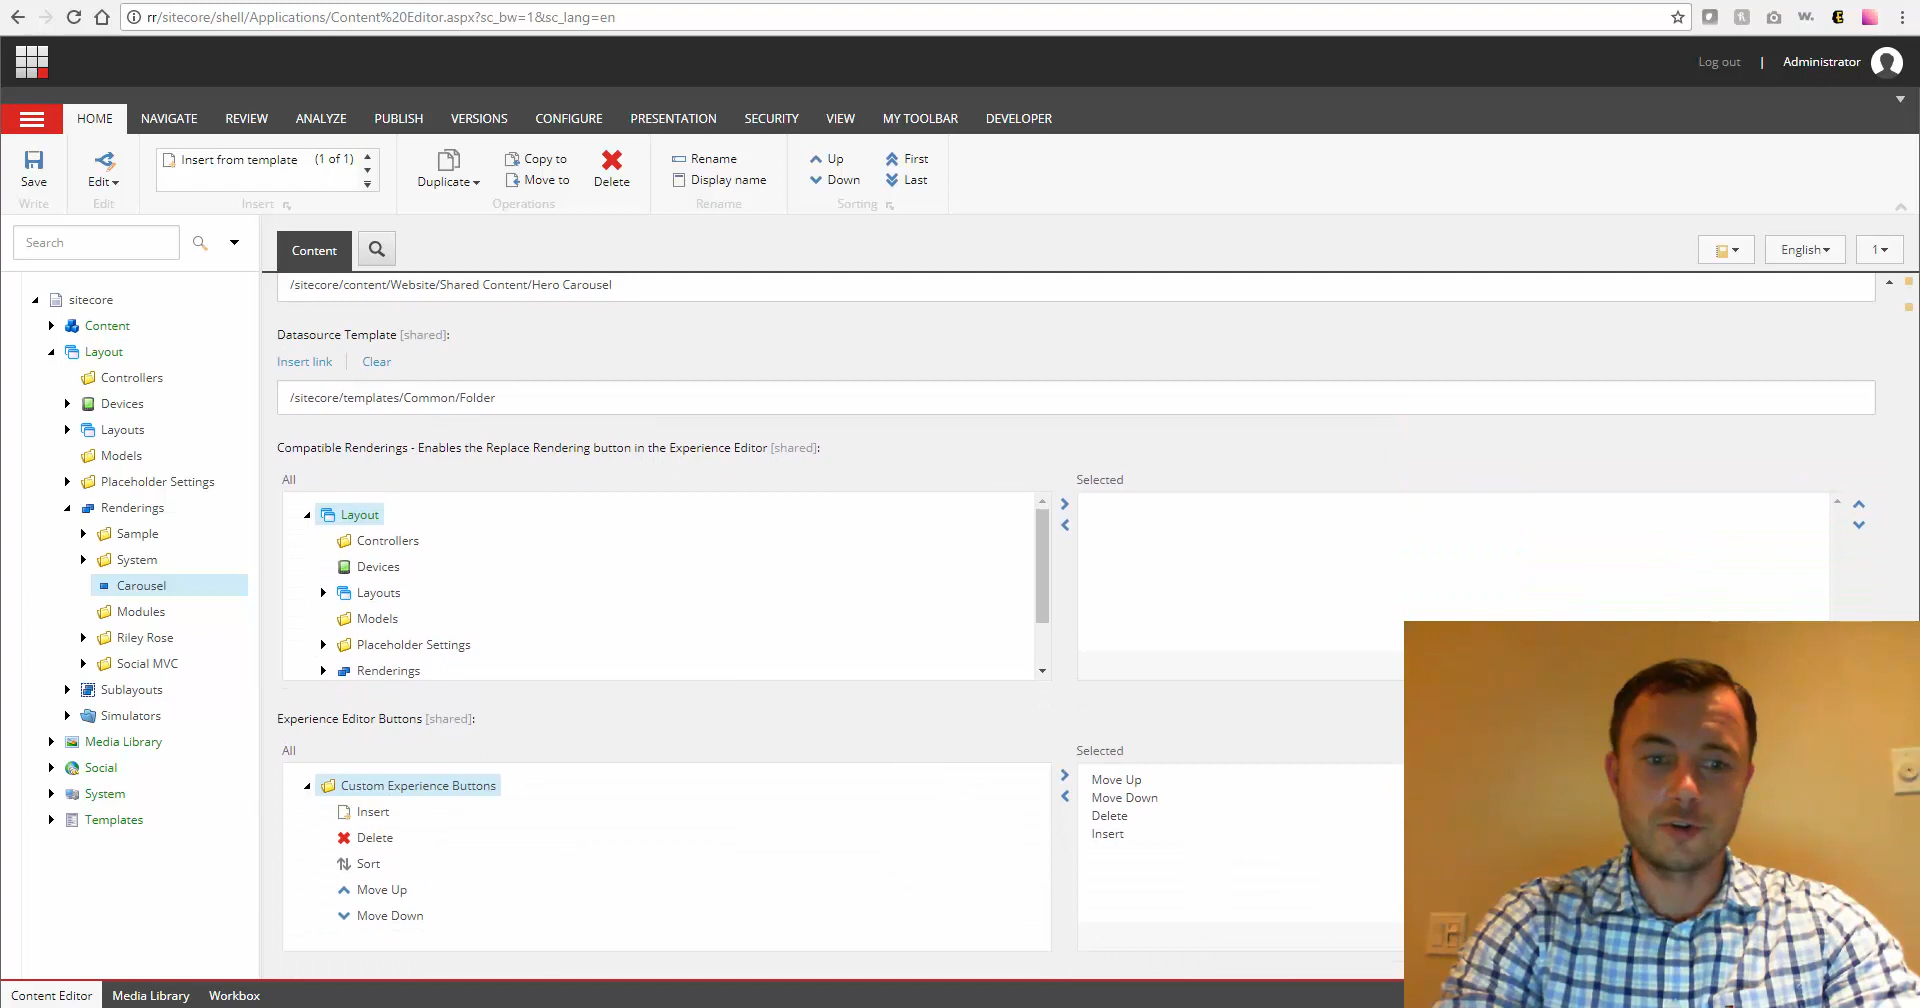 rr/sitecore/shell/Applications/Content%20Editor.aspx?sc_bw=1&sc_lang=en
Log out | Administrator
HOME NAVIGATE REVIEW ANALYZE PUBLISH VERSIONS CONFIGURE PRESENTATION SECURITY VIEW MY TOOLBAR DEVELOPER
Insert from template (1 of 1)
Copy to
Rename
Up
First
Save
Edit
Duplicate
Move to
Delete
Display name
Down
Last
Write
Edit
Insert
Operations
Rename
Sorting
Search
Content
English
1
sitecore
Content
Layout
Controllers
Devices
Layouts
Models
Placeholder Settings
Renderings
Sample
System
Carousel
Modules
Riley Rose
Social MVC
Sublayouts
Simulators
Media Library
Social
System
Templates
/sitecore/content/Website/Shared Content/Hero Carousel
Datasource Template [shared]:
Insert link
Clear
/sitecore/templates/Common/Folder
Compatible Renderings - Enables the Replace Rendering button in the Experience Editor [shared]:
All
Selected
Layout
Controllers
Devices
Layouts
Models
Placeholder Settings
Renderings
Experience Editor Buttons [shared]:
All
Selected
Custom Experience Buttons
Insert
Delete
Sort
Move Up
Move Down
Move Up
Move Down
Delete
Insert
Content Editor
Media Library
Workbox